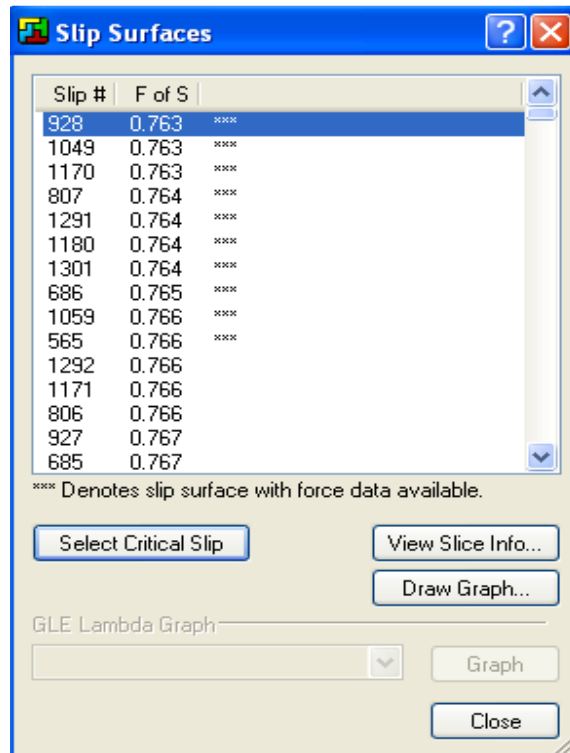 Slip Surfaces
Slip # F of S
928 0.763 ***
1049 0.763 ***
1170 0.763 ***
807 0.764 ***
1291 0.764 ***
1180 0.764 ***
1301 0.764 ***
686 0.765 ***
1059 0.766 ***
565 0.766 ***
1292 0.766
1171 0.766
806 0.766
927 0.767
685 0.767
*** Denotes slip surface with force data available.
Select Critical Slip View Slice Info...
Draw Graph...
GLE Lambda Graph
Graph
Close